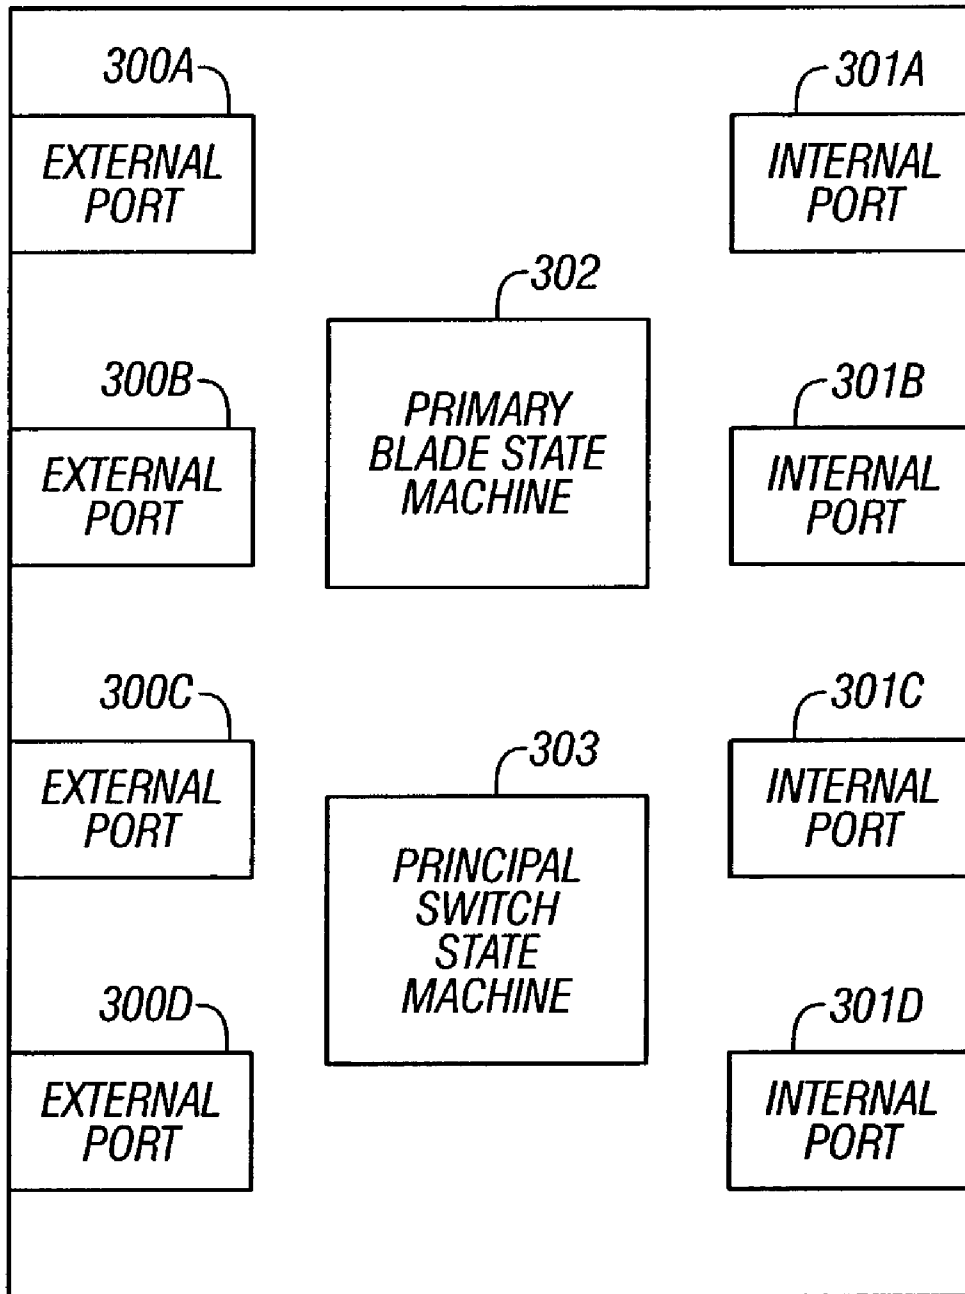 300A
EXTERNAL
PORT
301A
INTERNAL
PORT
302
PRIMARY
BLADE STATE
MACHINE
300B
EXTERNAL
PORT
301B
INTERNAL
PORT
300C
EXTERNAL
PORT
301C
INTERNAL
PORT
303
PRINCIPAL
SWITCH
STATE
MACHINE
300D
EXTERNAL
PORT
301D
INTERNAL
PORT